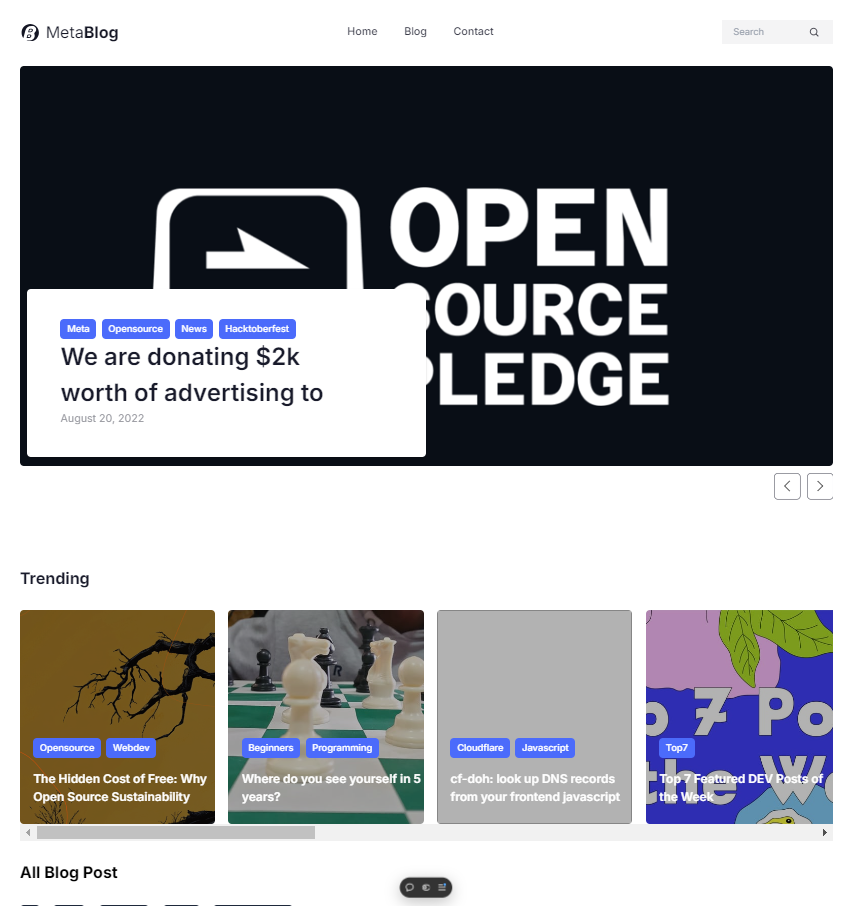 MetaBlog
Home Blog Contact
Search
OPEN
SOURCE
PLEDGE
Meta Opensource News Hacktoberfest
We are donating $2k
worth of advertising to
August 20, 2022
Trending
Opensource Webdev
The Hidden Cost of Free: Why
Open Source Sustainability
Beginners Programming
Where do you see yourself in 5
years?
Cloudflare Javascript
cf-doh: look up DNS records
from your frontend javascript
7 Po
the We
Top7
Top 7 Featured DEV Posts of
the Week
All Blog Post